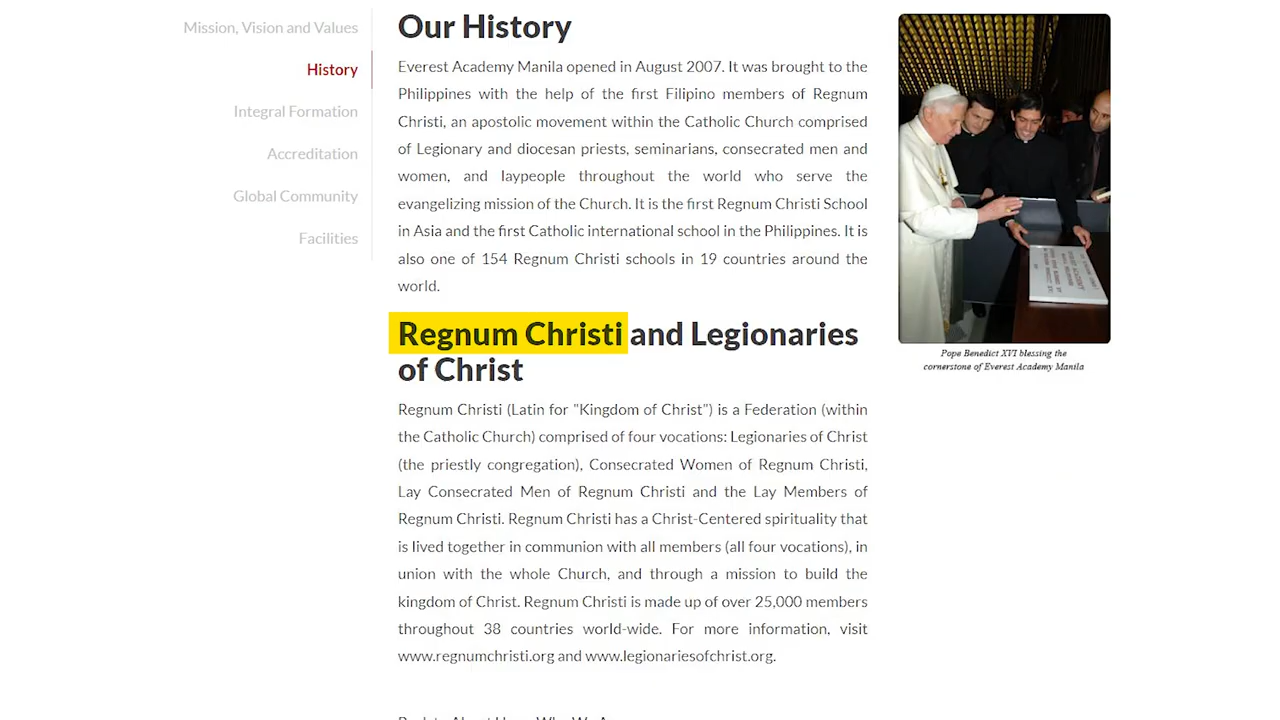 Mission, Vision and Values
History
Integral Formation
Accreditation
Global Community
Facilities
Our History
Everest Academy Manila opened in August 2007. It was brought to the
Philippines with the help of the first Filipino members of Regnum
Christi, an apostolic movement within the Catholic Church comprised
of Legionary and diocesan priests, seminarians, consecrated men and
women, and laypeople throughout the world who serve the
evangelizing mission of the Church. It is the first Regnum Christi School
in Asia and the first Catholic international school in the Philippines. It is
also one of 154 Regnum Christi schools in 19 countries around the
world.
Regnum Christi and Legionaries
of Christ
Regnum Christi (Latin for "Kingdom of Christ") is a Federation (within
the Catholic Church) comprised of four vocations: Legionaries of Christ
(the priestly congregation), Consecrated Women of Regnum Christi,
Lay Consecrated Men of Regnum Christi and the Lay Members of
Regnum Christi. Regnum Christi has a Christ-Centered spirituality that
is lived together in communion with all members (all four vocations), in
union with the whole Church, and through a mission to build the
kingdom of Christ. Regnum Christi is made up of over 25,000 members
throughout 38 countries world-wide. For more information, visit
www.regnumchristi.org and www.legionariesofchrist.org.
Pope Benedict XVI blessing the
cornerstone of Everest Academy Manila